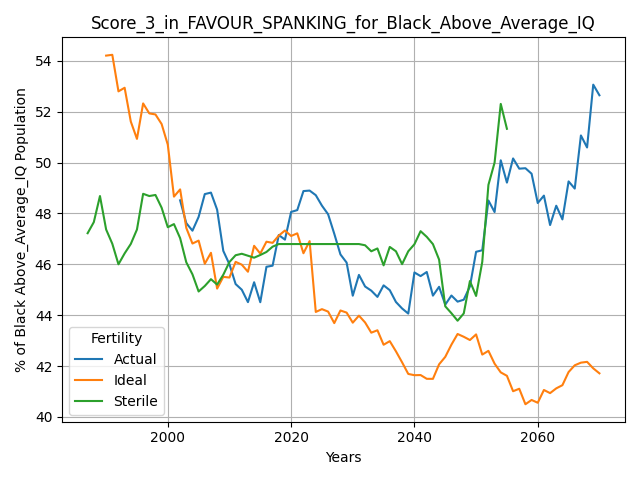 Score_3_in_FAVOUR_SPANKING_for_Black_Above_Average_IQ
% of Black Above_Average_IQ Population
54
52
50
48
46
44
42
40
Fertility
Actual
Ideal
Sterile
2000
2020
2040
2060
Years